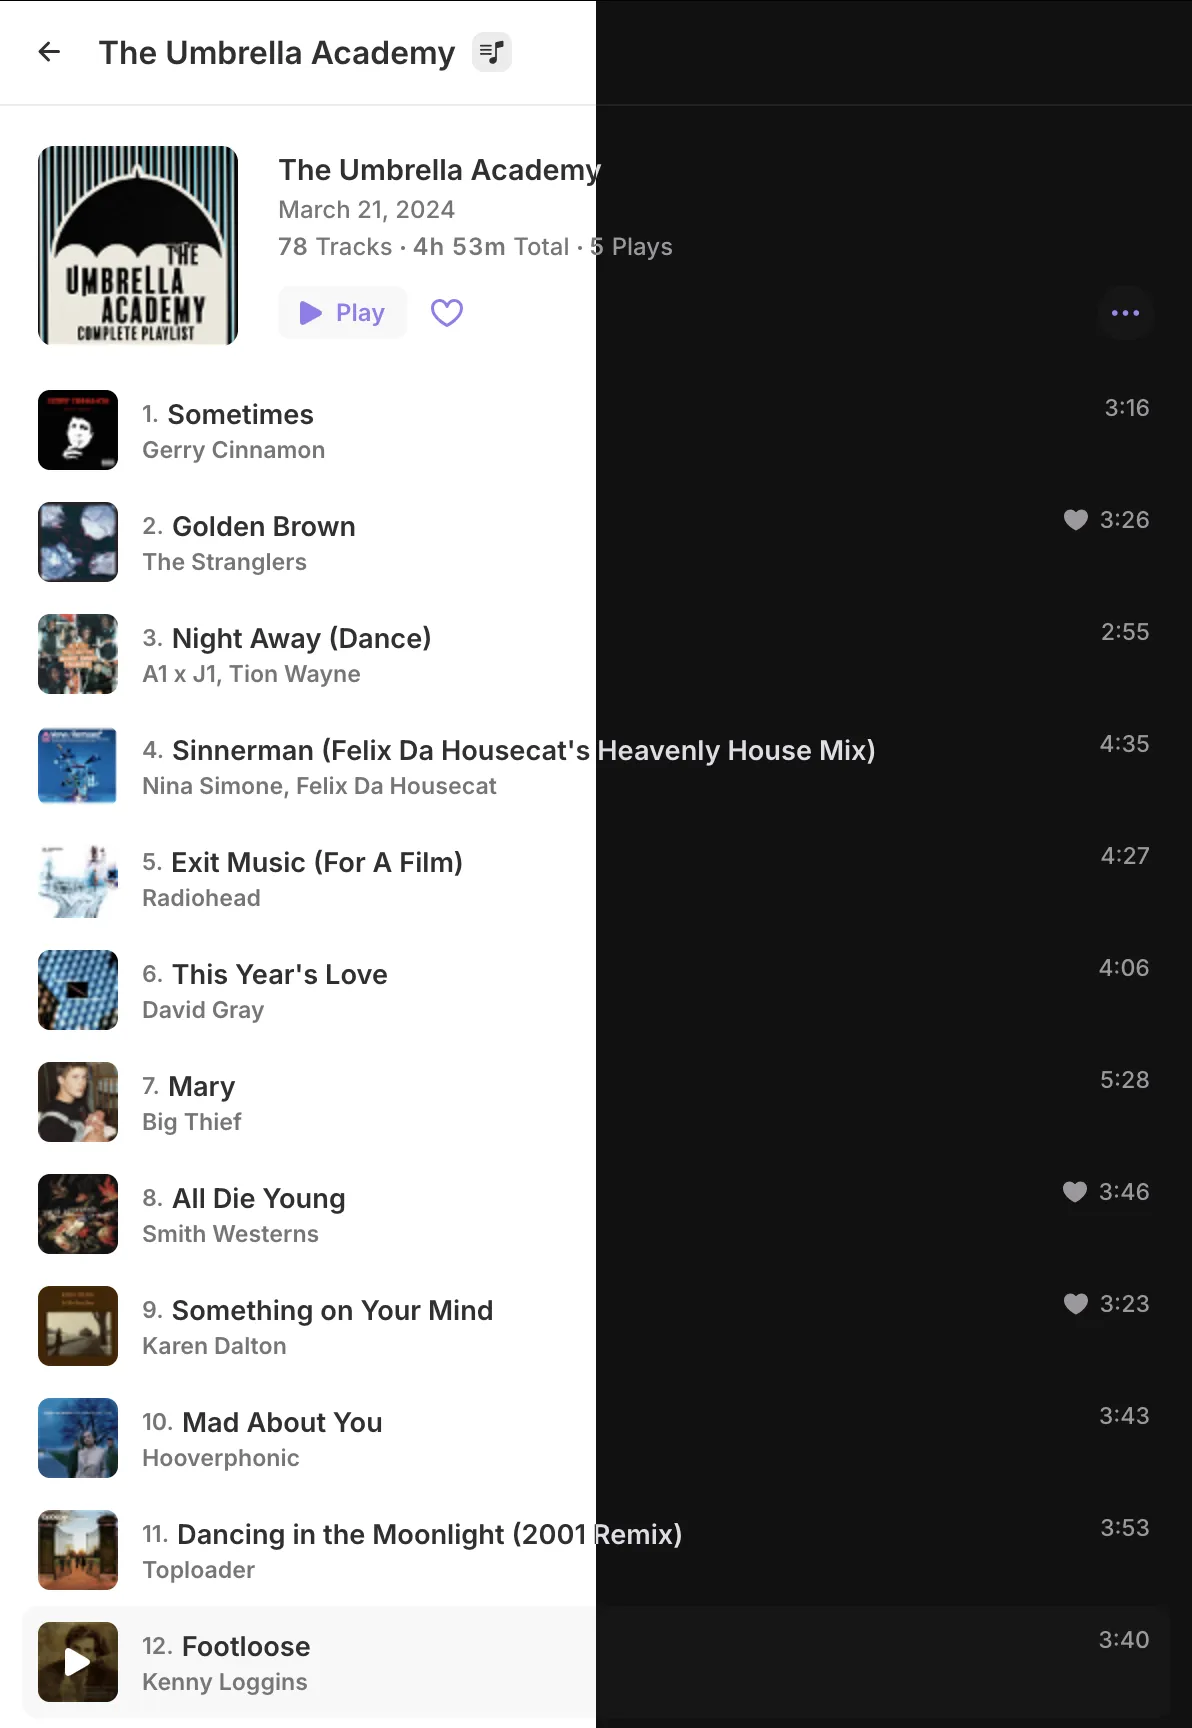 The Umbrella Academy
THE
UMBRELLA
ACADEMY
COMPLETE PLAYLIST
The Umbrella Academy
March 21, 2024
78 Tracks · 4h 53m Total · 5 Plays
Play
1. Sometimes 3:16
Gerry Cinnamon
2. Golden Brown 3:26
The Stranglers
3. Night Away (Dance) 2:55
A1 x J1, Tion Wayne
4. Sinnerman (Felix Da Housecat's Heavenly House Mix) 4:35
Nina Simone, Felix Da Housecat
5. Exit Music (For A Film) 4:27
Radiohead
6. This Year's Love 4:06
David Gray
7. Mary 5:28
Big Thief
8. All Die Young 3:46
Smith Westerns
9. Something on Your Mind 3:23
Karen Dalton
10. Mad About You 3:43
Hooverphonic
11. Dancing in the Moonlight (2001 Remix) 3:53
Toploader
12. Footloose 3:40
Kenny Loggins